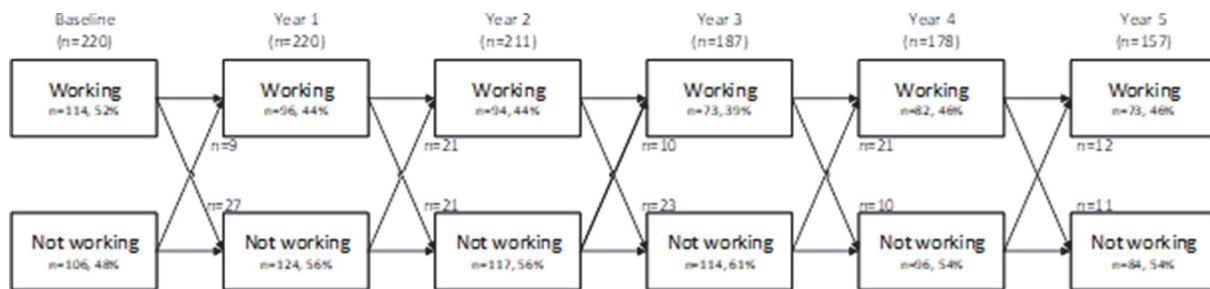 Baseline
(n=220)
Year 1
(n=220)
Year 2
(n=211)
Year 3
(n=187)
Year 4
(n=178)
Year 5
(n=157)
Working
n=114, 52%
Working
n=96, 44%
Working
n=94, 44%
Working
n=73, 39%
Working
n=82, 46%
Working
n=73, 46%
n=9
n=21
n=10
n=21
n=12
n=27
n=21
n=23
n=10
n=11
Not working
n=106, 48%
Not working
n=124, 56%
Not working
n=117, 56%
Not working
n=114, 61%
Not working
n=96, 54%
Not working
n=84, 54%